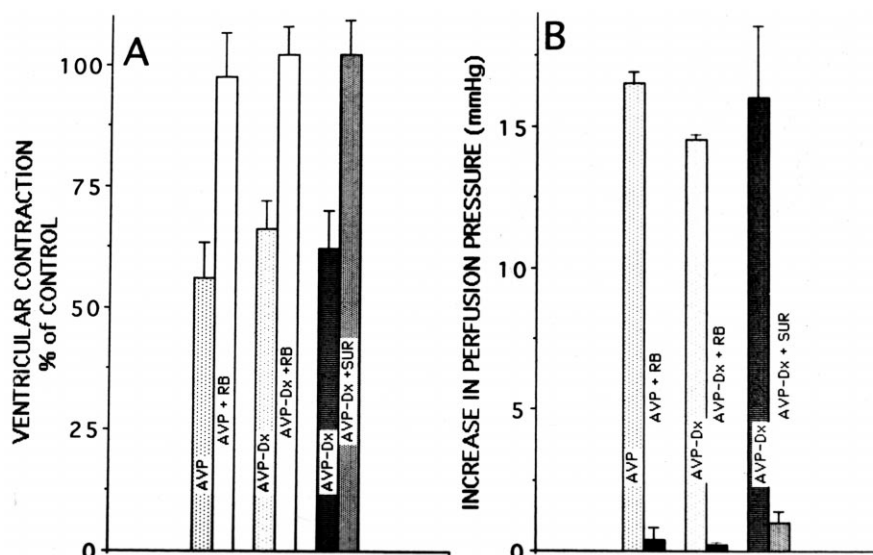 A
VENTRICULAR CONTRACTION
% of CONTROL
100
75
50
25
0
AVP
AVP + RB
AVP-Dx
AVP-Dx +RB
AVP-Dx
AVP-Dx +SUR
B
INCREASE IN PERFUSION PRESSURE (mmHg)
15
10
5
0
AVP
AVP + RB
AVP-Dx
AVP-Dx + RB
AVP-Dx
AVP-Dx + SUR